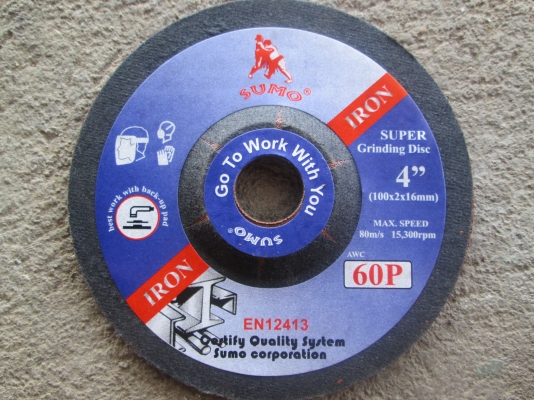 SUMO®
IRON
SUPER
Grinding Disc
4”
(100x2x16mm)
MAX. SPEED
80m/s 15,300rpm
AWC
60P
Go To Work With You
SUMO®
best work with back-up pad
IRON
EN12413
Certify Quality System
Sumo corporation